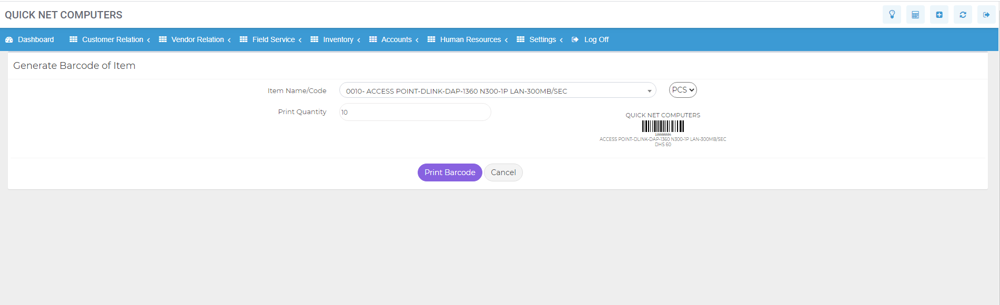 QUICK NET COMPUTERS
Dashboard Customer Relation Vendor Relation Field Service Inventory Accounts Human Resources Settings Log Off
Generate Barcode of Item
Item Name/Code 0010- ACCESS POINT-DLINK-DAP-1360 N300-1P LAN-300MB/SEC PCS
Print Quantity 10
QUICK NET COMPUTERS
10000006
ACCESS POINT-DLINK-DAP-1360 N300-1P LAN-300MB/SEC
DHS 60
Print Barcode Cancel